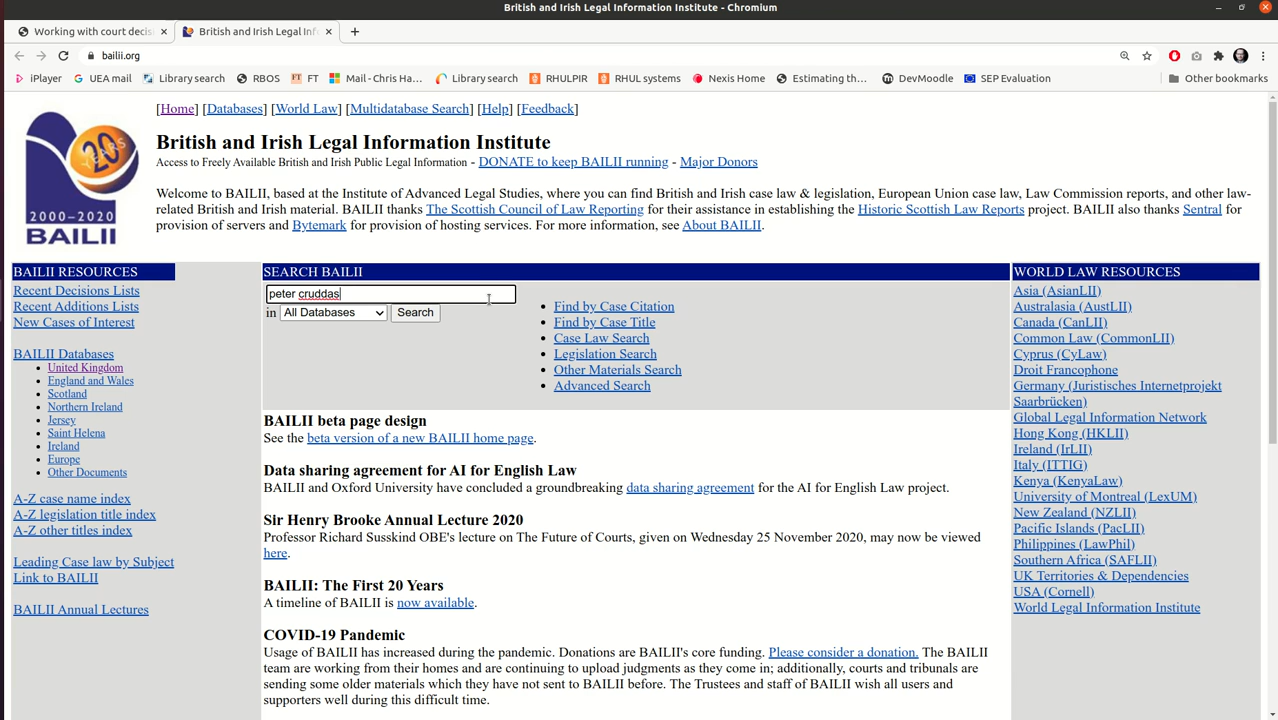 British and Irish Legal Information Institute - Chromium
Working with court decis
British and Irish Legal Inf
bailii.org
iPlayer UEA mail Library search RBOS FT Mail - Chris Ha... Library search RHULPIR RHUL systems Nexis Home Estimating th... DevMoodle SEP Evaluation Other bookmarks
20 YEARS
2000-2020
BAILII
[Home] [Databases] [World Law] [Multidatabase Search] [Help] [Feedback]
British and Irish Legal Information Institute
Access to Freely Available British and Irish Public Legal Information - DONATE to keep BAILII running - Major Donors
Welcome to BAILII, based at the Institute of Advanced Legal Studies, where you can find British and Irish case law & legislation, European Union case law, Law Commission reports, and other law-
related British and Irish material. BAILII thanks The Scottish Council of Law Reporting for their assistance in establishing the Historic Scottish Law Reports project. BAILII also thanks Sentral for
provision of servers and Bytemark for provision of hosting services. For more information, see About BAILII.
BAILII RESOURCES
Recent Decisions Lists
Recent Additions Lists
New Cases of Interest
BAILII Databases
United Kingdom
England and Wales
Scotland
Northern Ireland
Jersey
Saint Helena
Ireland
Europe
Other Documents
A-Z case name index
A-Z legislation title index
A-Z other titles index
Leading Case law by Subject
Link to BAILII
BAILII Annual Lectures
SEARCH BAILII
peter cruddas
in All Databases Search
Find by Case Citation
Find by Case Title
Case Law Search
Legislation Search
Other Materials Search
Advanced Search
BAILII beta page design
See the beta version of a new BAILII home page.
Data sharing agreement for AI for English Law
BAILII and Oxford University have concluded a groundbreaking data sharing agreement for the AI for English Law project.
Sir Henry Brooke Annual Lecture 2020
Professor Richard Susskind OBE's lecture on The Future of Courts, given on Wednesday 25 November 2020, may now be viewed
here.
BAILII: The First 20 Years
A timeline of BAILII is now available.
COVID-19 Pandemic
Usage of BAILII has increased during the pandemic. Donations are BAILII's core funding. Please consider a donation. The BAILII
team are working from their homes and are continuing to upload judgments as they come in; additionally, courts and tribunals are
sending some older materials which they have not sent to BAILII before. The Trustees and staff of BAILII wish all users and
supporters well during this difficult time.
WORLD LAW RESOURCES
Asia (AsianLII)
Australasia (AustLII)
Canada (CanLII)
Common Law (CommonLII)
Cyprus (CyLaw)
Droit Francophone
Germany (Juristisches Internetprojekt
Saarbrücken)
Global Legal Information Network
Hong Kong (HKLII)
Ireland (IrLII)
Italy (ITTIG)
Kenya (KenyaLaw)
University of Montreal (LexUM)
New Zealand (NZLII)
Pacific Islands (PacLII)
Philippines (LawPhil)
Southern Africa (SAFLII)
UK Territories & Dependencies
USA (Cornell)
World Legal Information Institute